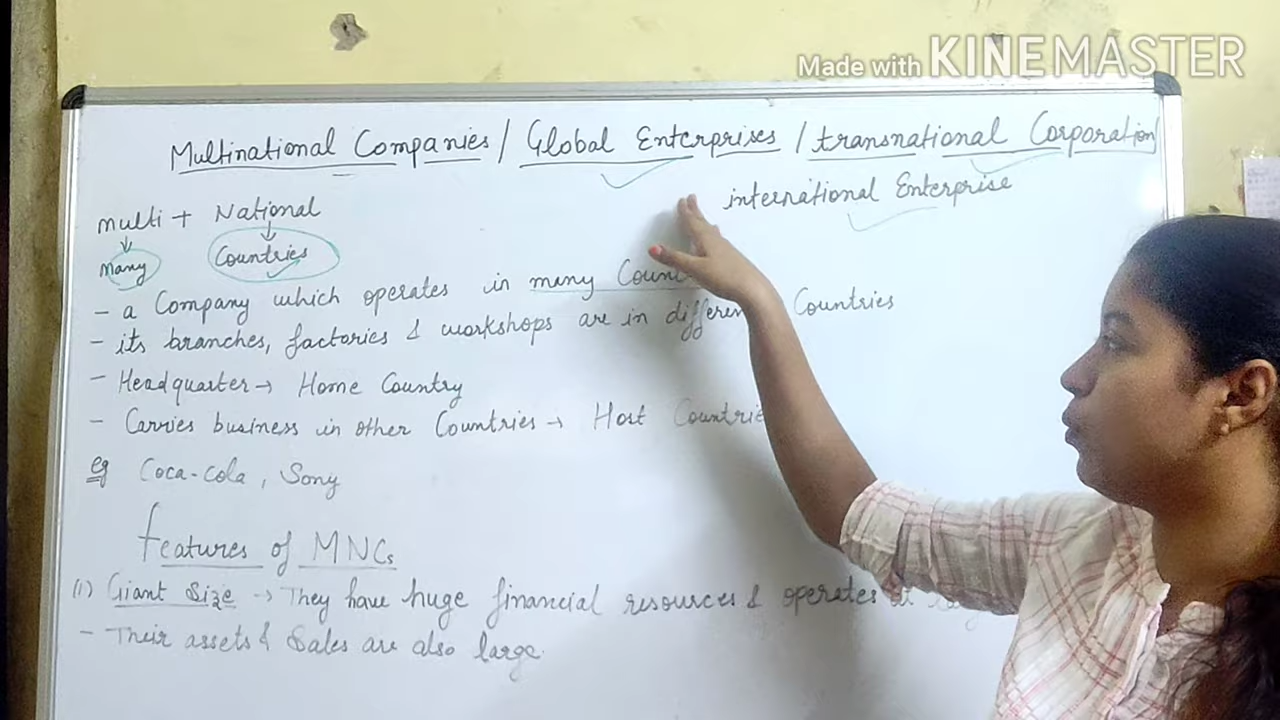 Made with KINEMASTER
Multinational Companies / Global Enterprises / transnational Corporation
international Enterprise
multi + National
Many Countries
- a Company which operates in many
- its branches, factories & workshops are in different Countries
- Headquarter → Home Country
- Carries business in other Countries → Host Countries
eg Coca-Cola, Sony
features of MNCs
(1) Giant Size → They have huge financial resources & operates at
- Their assets & Sales are also large.